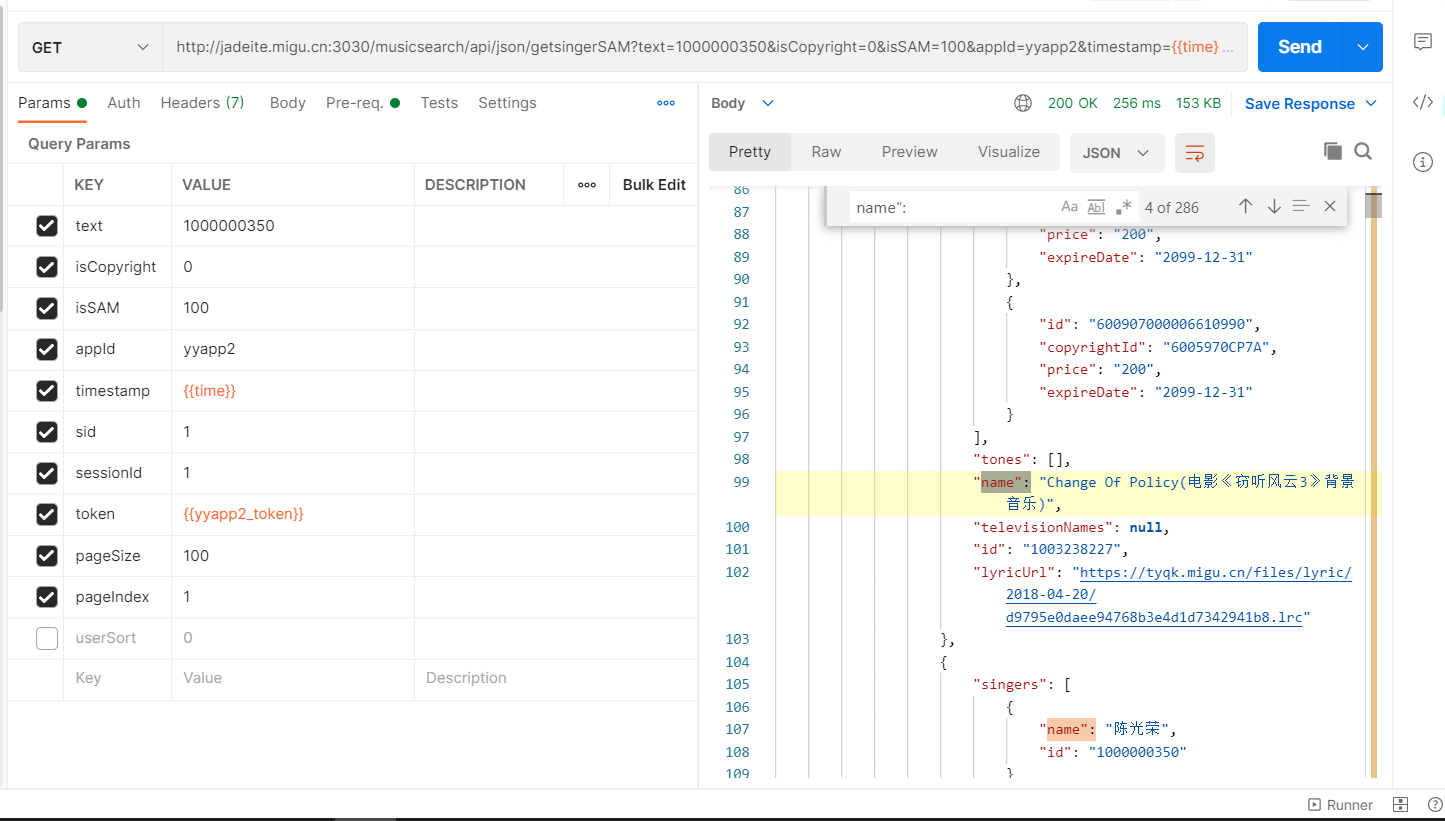 GET
http://jadeite.migu.cn:3030/musicsearch/api/json/getsingerSAM?text=1000000350&isCopyright=0&isSAM=100&appId=yyapp2&timestamp={{time} ...
Send
Params
Auth
Headers (7)
Body
Pre-req.
Tests
Settings
Query Params
KEY
VALUE
DESCRIPTION
Bulk Edit
text
1000000350
isCopyright
0
isSAM
100
appId
yyapp2
timestamp
{{time}}
sid
1
sessionId
1
token
{{yyapp2_token}}
pageSize
100
pageIndex
1
userSort
0
Key
Value
Description
Body
200 OK
256 ms
153 KB
Save Response
Pretty
Raw
Preview
Visualize
JSON
name":
Aa
Abl
.*
4 of 286
86
87
88 "price": "200",
89 "expireDate": "2099-12-31"
90 },
91 {
92 "id": "600907000006610990",
93 "copyrightId": "6005970CP7A",
94 "price": "200",
95 "expireDate": "2099-12-31"
96 }
97 ],
98 "tones": [],
99 "name": "Change Of Policy(电影《窃听风云3》背景
音乐)",
100 "televisionNames": null,
101 "id": "1003238227",
102 "lyricUrl": "https://tyqk.migu.cn/files/lyric/
2018-04-20/
d9795e0daee94768b3e4d1d7342941b8.lrc"
103 },
104 {
105 "singers": [
106 {
107 "name": "陈光荣",
108 "id": "1000000350"
109 }
Runner